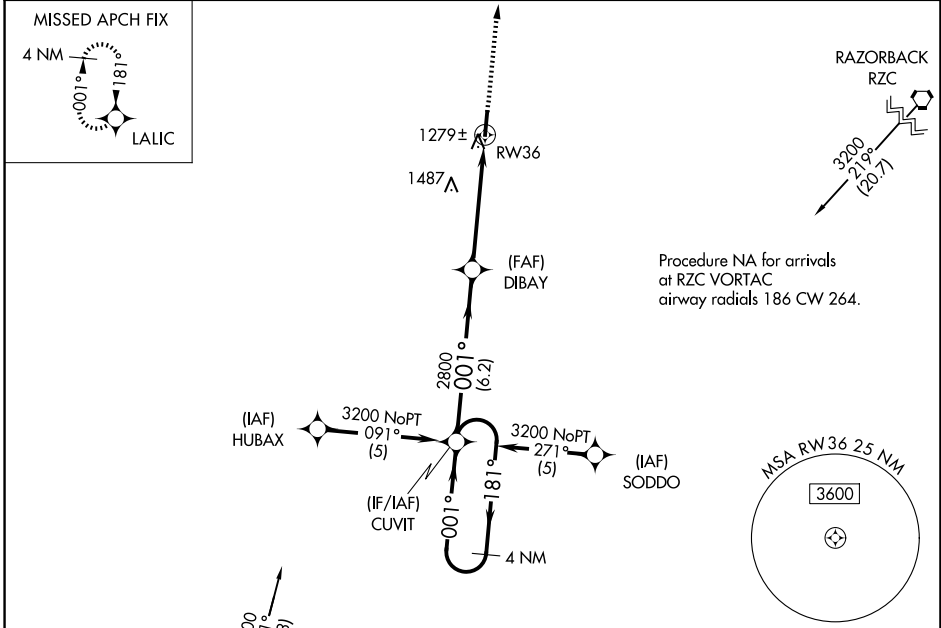 MISSED APCH FIX
4 NM
001°
181°
LALIC
1279±
RW36
1487
RAZORBACK
RZC
3200
219°
(20.7)
(FAF)
DIBAY
Procedure NA for arrivals
at RZC VORTAC
airway radials 186 CW 264.
2800
001°
(6.2)
(IAF)
HUBAX
3200 NoPT
091°
(5)
3200 NoPT
271°
(5)
(IAF)
SODDO
(IF/IAF)
CUVIT
001°
181°
4 NM
MSA RW36 25 NM
3600